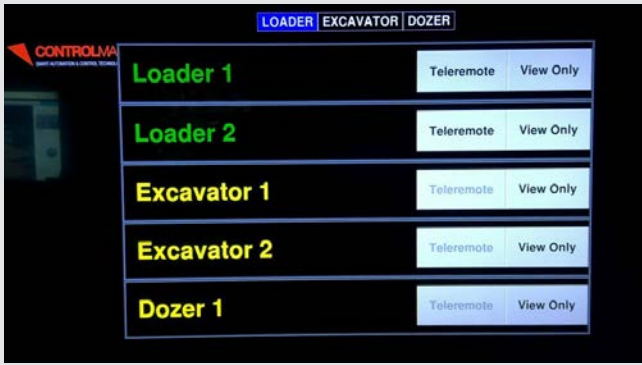 LOADER EXCAVATOR DOZER
CONTROLMA
Loader 1 Teleremote View Only
Loader 2 Teleremote View Only
Excavator 1 Teleremote View Only
Excavator 2 Teleremote View Only
Dozer 1 Teleremote View Only